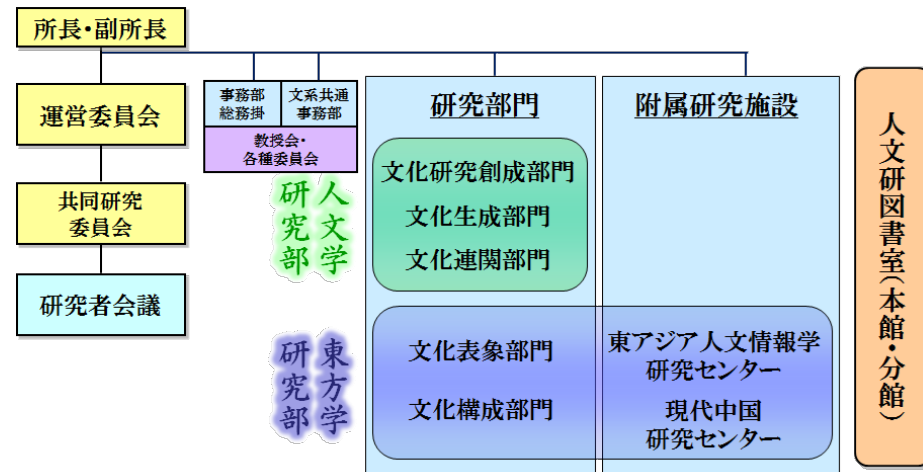 所長・副所長
運営委員会
共同研究
委員会
研究者会議
事務部
総務掛
文系共通
事務部
教授会・
各種委員会
研究部門
附属研究施設
人文学
研究部
文化研究創成部門
文化生成部門
文化連関部門
東方学
研究部
文化表象部門
文化構成部門
東アジア人文情報学
研究センター
現代中国
研究センター
人文研図書室(本館・分館)